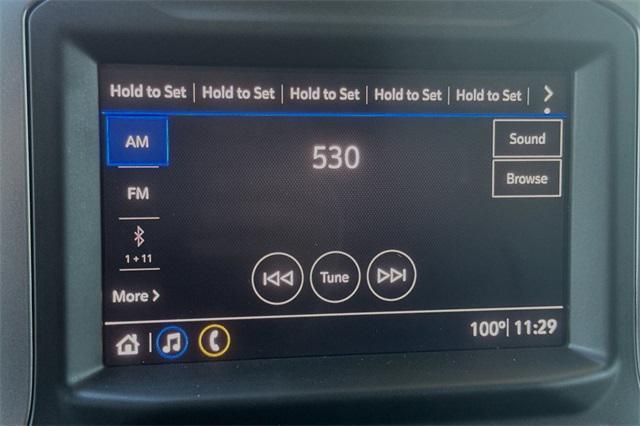 Hold to Set | Hold to Set | Hold to Set | Hold to Set | Hold to Set | >
AM
530
Sound
FM
Browse
1 + 11
Tune
More >
100° | 11:29